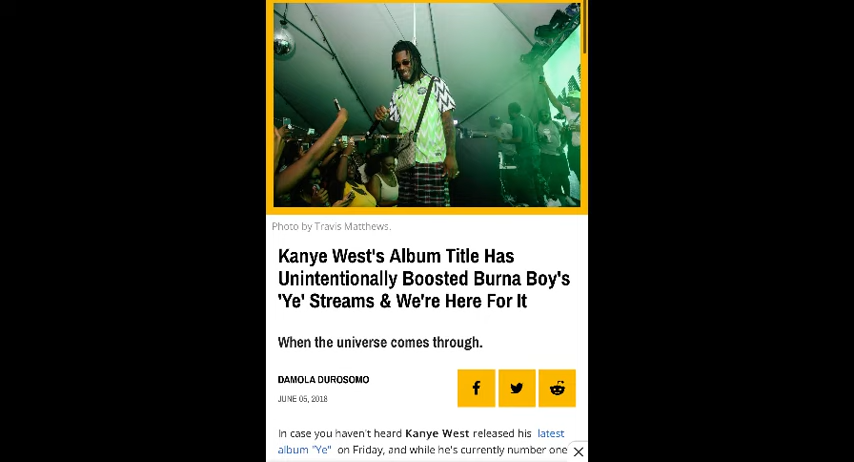 Photo by Travis Matthews.
Kanye West's Album Title Has
Unintentionally Boosted Burna Boy's
'Ye' Streams & We're Here For It
When the universe comes through.
DAMOLA DUROSOMO
JUNE 05, 2018
In case you haven't heard Kanye West released his latest
album "Ye" on Friday, and while he's currently number one